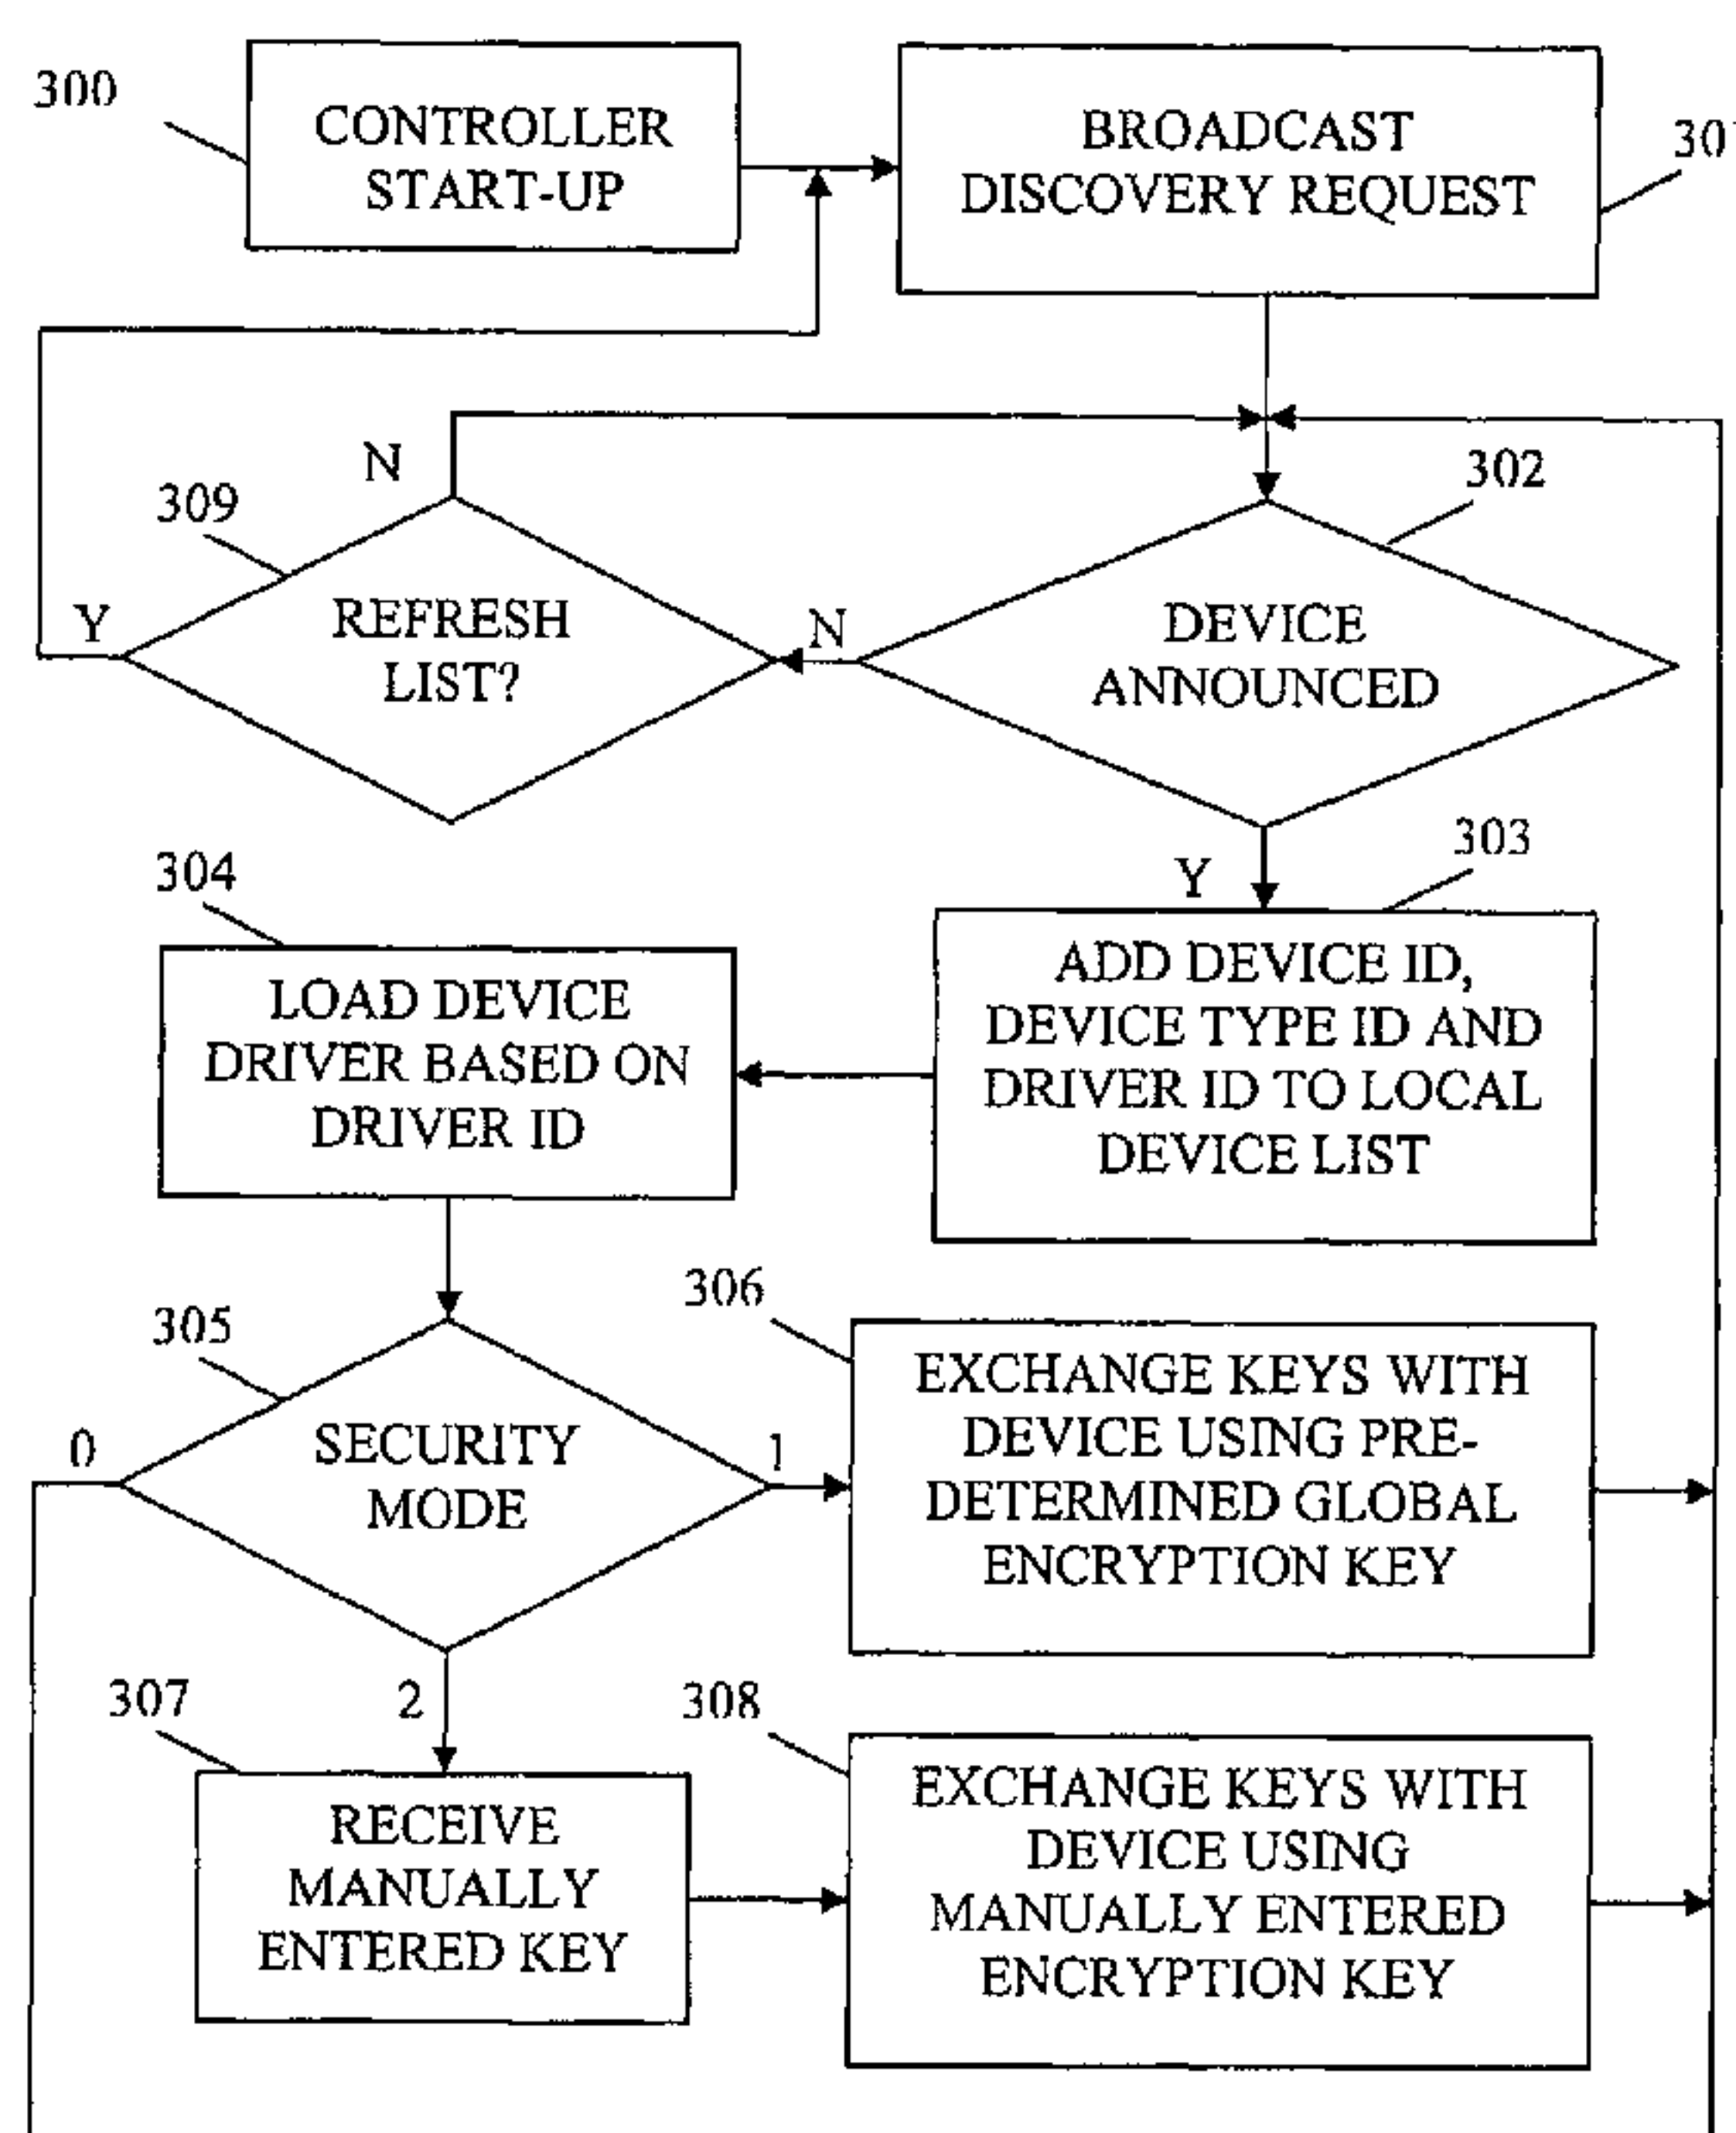 300
CONTROLLER
START-UP
BROADCAST
DISCOVERY REQUEST
30
N
309
302
Y
REFRESH
LIST?
N
DEVICE
ANNOUNCED
304
Y
303
LOAD DEVICE
DRIVER BASED ON
DRIVER ID
ADD DEVICE ID,
DEVICE TYPE ID AND
DRIVER ID TO LOCAL
DEVICE LIST
305
306
0
SECURITY
MODE
1
EXCHANGE KEYS WITH
DEVICE USING PRE-
DETERMINED GLOBAL
ENCRYPTION KEY
307
2
308
RECEIVE
MANUALLY
ENTERED KEY
EXCHANGE KEYS WITH
DEVICE USING
MANUALLY ENTERED
ENCRYPTION KEY